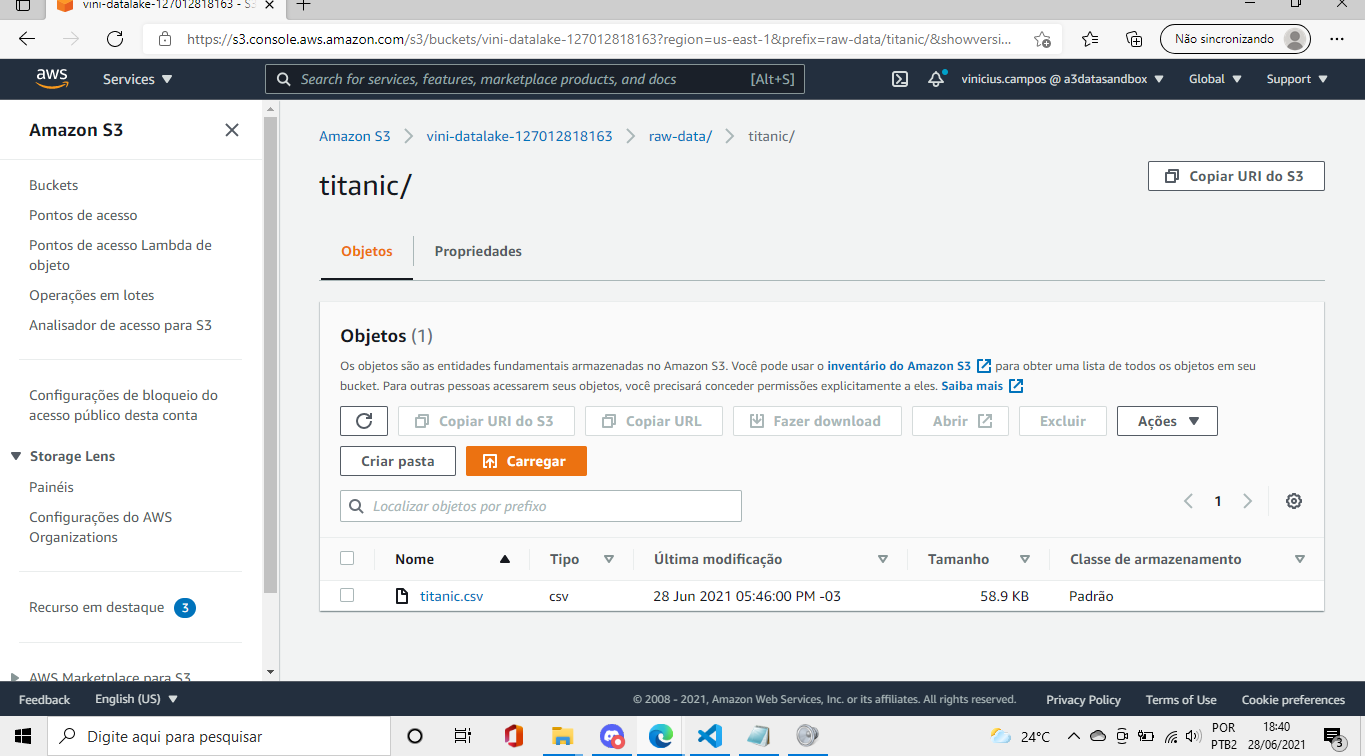 vini-datalake-127012818163 - S3
https://s3.console.aws.amazon.com/s3/buckets/vini-datalake-127012818163?region=us-east-1&prefix=raw-data/titanic/&showversi...
Não sincronizando
aws
Services
Search for services, features, marketplace products, and docs
[Alt+S]
vinicius.campos @ a3datasandbox
Global
Support
Amazon S3
Buckets
Pontos de acesso
Pontos de acesso Lambda de
objeto
Operações em lotes
Analisador de acesso para S3
Configurações de bloqueio do
acesso público desta conta
Storage Lens
Painéis
Configurações do AWS
Organizations
Recurso em destaque 3
AWS Marketplace para S3
Amazon S3
vini-datalake-127012818163
raw-data/
titanic/
titanic/
Copiar URI do S3
Objetos
Propriedades
Objetos (1)
Os objetos são as entidades fundamentais armazenadas no Amazon S3. Você pode usar o inventário do Amazon S3 para obter uma lista de todos os objetos em seu
bucket. Para outras pessoas acessarem seus objetos, você precisará conceder permissões explicitamente a eles. Saiba mais
Copiar URI do S3
Copiar URL
Fazer download
Abrir
Excluir
Ações
Criar pasta
Carregar
Localizar objetos por prefixo
1
Nome
Tipo
Última modificação
Tamanho
Classe de armazenamento
titanic.csv
csv
28 Jun 2021 05:46:00 PM -03
58.9 KB
Padrão
Feedback
English (US)
© 2008 - 2021, Amazon Web Services, Inc. or its affiliates. All rights reserved.
Privacy Policy
Terms of Use
Cookie preferences
Digite aqui para pesquisar
24°C
POR
PTB2
18:40
28/06/2021
3